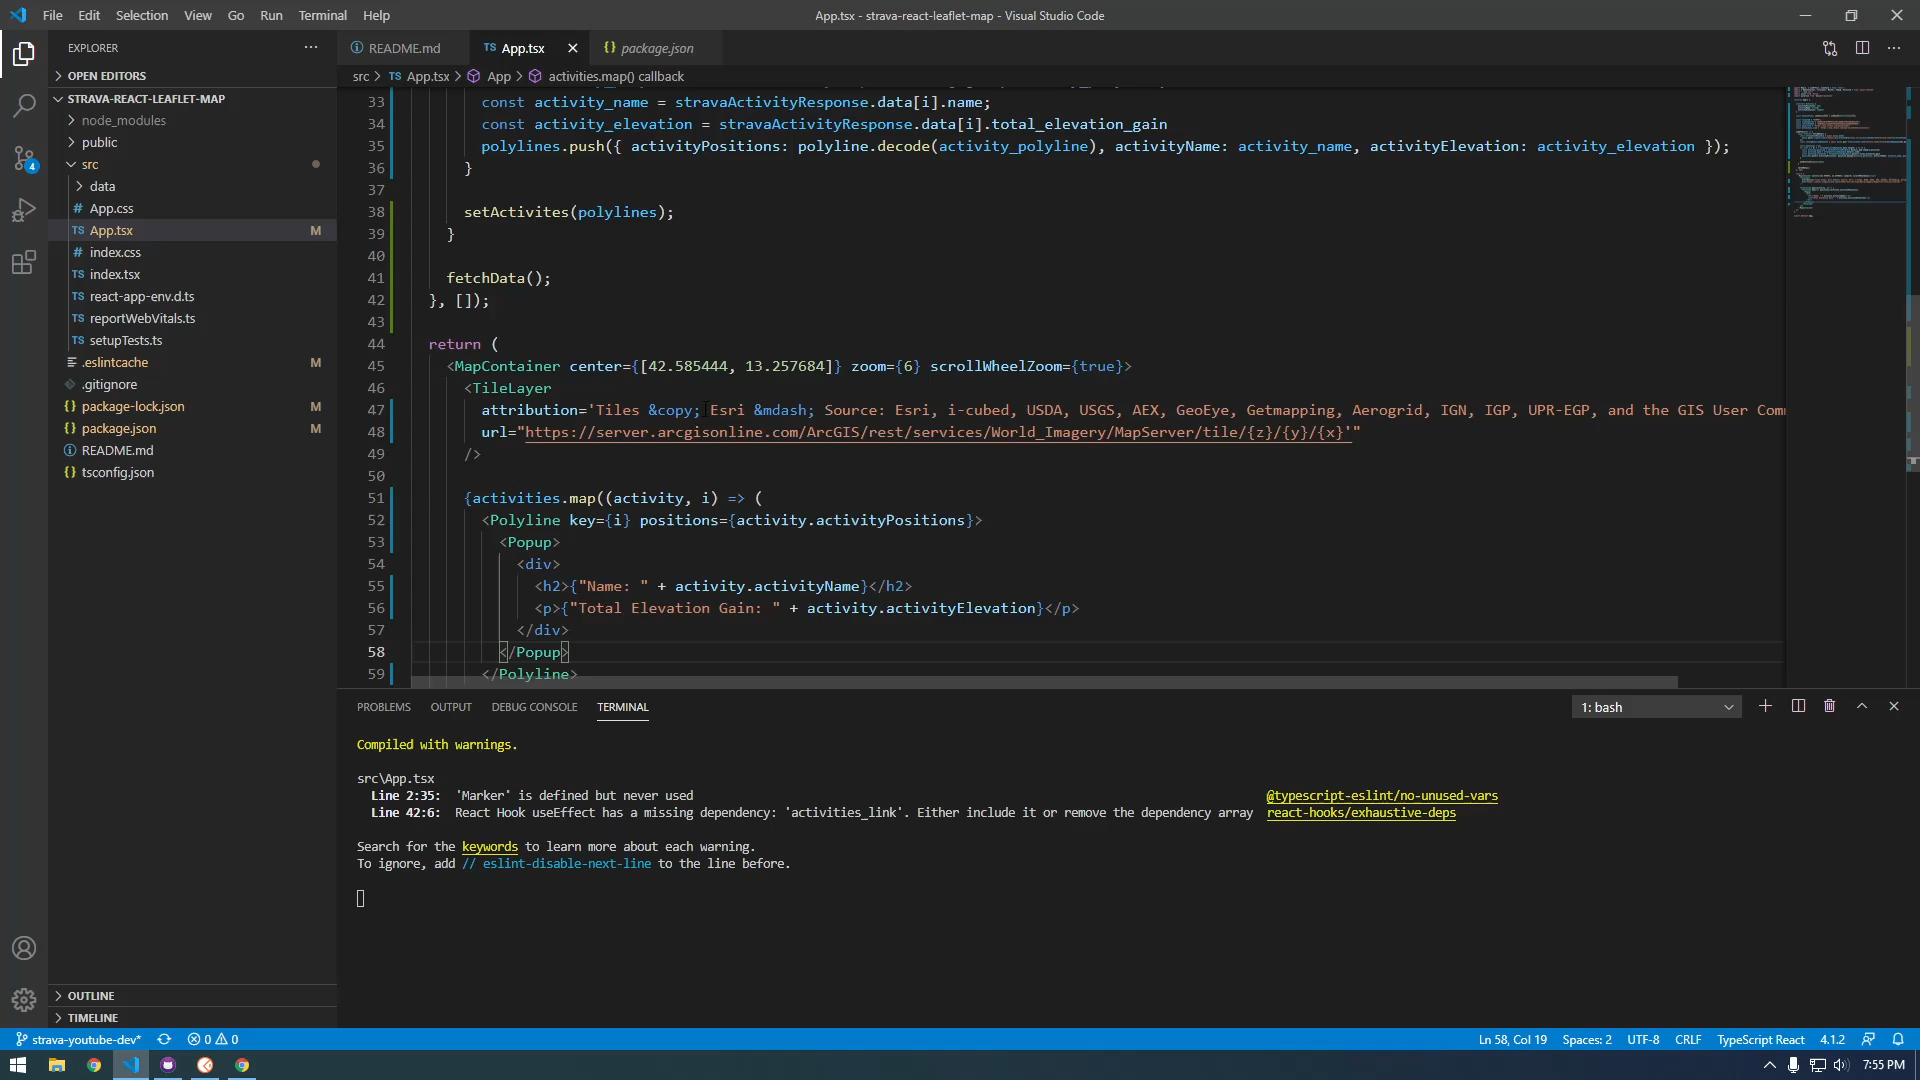 File Edit Selection View Go Run Terminal Help
App.tsx - strava-react-leaflet-map - Visual Studio Code
EXPLORER
OPEN EDITORS
STRAVA-REACT-LEAFLET-MAP
node_modules
public
src
data
# App.css
TS App.tsx M
# index.css
TS index.tsx
TS react-app-env.d.ts
TS reportWebVitals.ts
TS setupTests.ts
.eslintcache M
.gitignore
{} package-lock.json M
{} package.json M
README.md
{} tsconfig.json
OUTLINE
TIMELINE
4
README.md
TS App.tsx
{} package.json
src > TS App.tsx > App > activities.map() callback
33 const activity_name = stravaActivityResponse.data[i].name;
34 const activity_elevation = stravaActivityResponse.data[i].total_elevation_gain
35 polylines.push({ activityPositions: polyline.decode(activity_polyline), activityName: activity_name, activityElevation: activity_elevation });
36 }
37
38 setActivites(polylines);
39 }
40
41 fetchData();
42 }, []);
43
44 return (
45 <MapContainer center={[42.585444, 13.257684]} zoom={6} scrollWheelZoom={true}>
46 <TileLayer
47 attribution='Tiles &copy; Esri &mdash; Source: Esri, i-cubed, USDA, USGS, AEX, GeoEye, Getmapping, Aerogrid, IGN, IGP, UPR-EGP, and the GIS User Com
48 url="https://server.arcgisonline.com/ArcGIS/rest/services/World_Imagery/MapServer/tile/{z}/{y}/{x}'"
49 />
50
51 {activities.map((activity, i) => (
52 <Polyline key={i} positions={activity.activityPositions}>
53 <Popup>
54 <div>
55 <h2>{"Name: " + activity.activityName}</h2>
56 <p>{"Total Elevation Gain: " + activity.activityElevation}</p>
57 </div>
58 </Popup>
59 </Polyline>
PROBLEMS OUTPUT DEBUG CONSOLE TERMINAL
1: bash
Compiled with warnings.
src\App.tsx
Line 2:35: 'Marker' is defined but never used @typescript-eslint/no-unused-vars
Line 42:6: React Hook useEffect has a missing dependency: 'activities_link'. Either include it or remove the dependency array react-hooks/exhaustive-deps
Search for the keywords to learn more about each warning.
To ignore, add // eslint-disable-next-line to the line before.
strava-youtube-dev* 0 0
Ln 58, Col 19 Spaces: 2 UTF-8 CRLF TypeScript React 4.1.2
7:55 PM